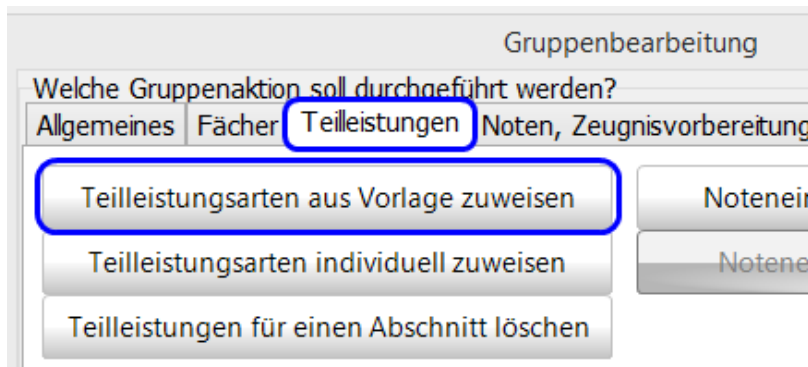 Gruppenbearbeitung
Welche Gruppenaktion soll durchgeführt werden?
Allgemeines Fächer Teilleistungen Noten, Zeugnisvorbereitung
Teilleistungsarten aus Vorlage zuweisen
Teilleistungsarten individuell zuweisen
Teilleistungen für einen Abschnitt löschen